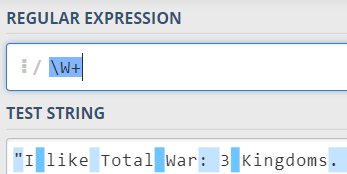 REGULAR EXPRESSION
/ \W+
TEST STRING
"I like Total War: 3 Kingdoms.